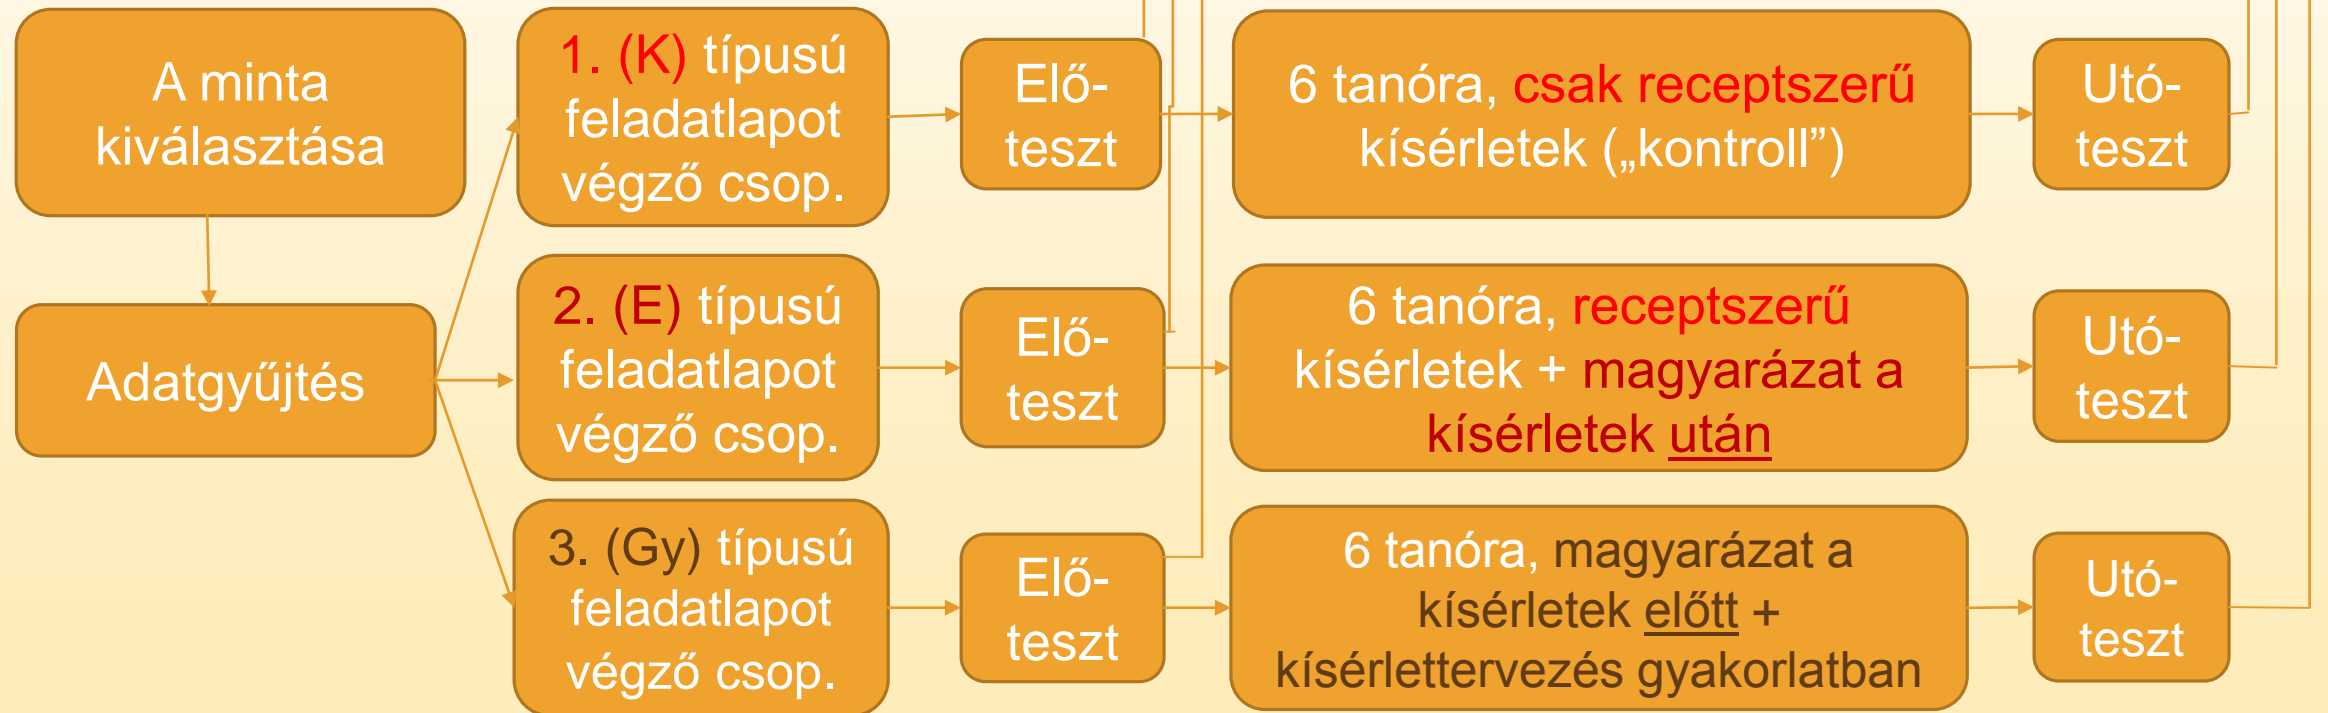 A minta
kiválasztása
Adatgyűjtés
1. (K) típusú
feladatlapot
végző csop.
Elő-
teszt
6 tanóra, csak receptszerű
kísérletek („kontroll”)
Utó-
teszt
2. (E) típusú
feladatlapot
végző csop.
Elő-
teszt
6 tanóra, receptszerű
kísérletek + magyarázat a
kísérletek után
Utó-
teszt
3. (Gy) típusú
feladatlapot
végző csop.
Elő-
teszt
6 tanóra, magyarázat a
kísérletek előtt +
kísérlettervezés gyakorlatban
Utó-
teszt